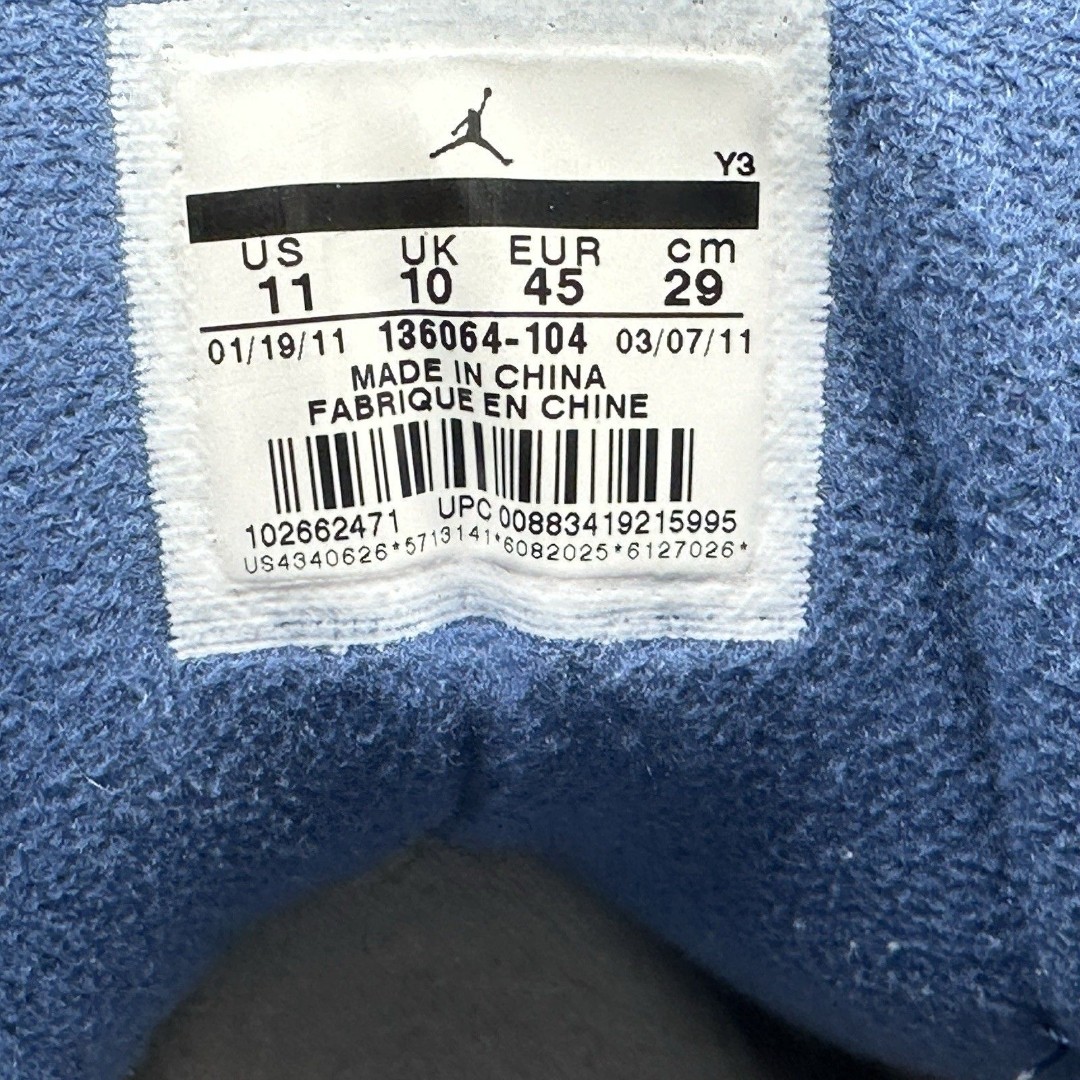 Y3
US UK EUR cm
11 10 45 29
01/19/11 136064-104 03/07/11
MADE IN CHINA
FABRIQUE EN CHINE
102662471 UPC 00883419215995
US4340626*5713141*6082025*6127026*